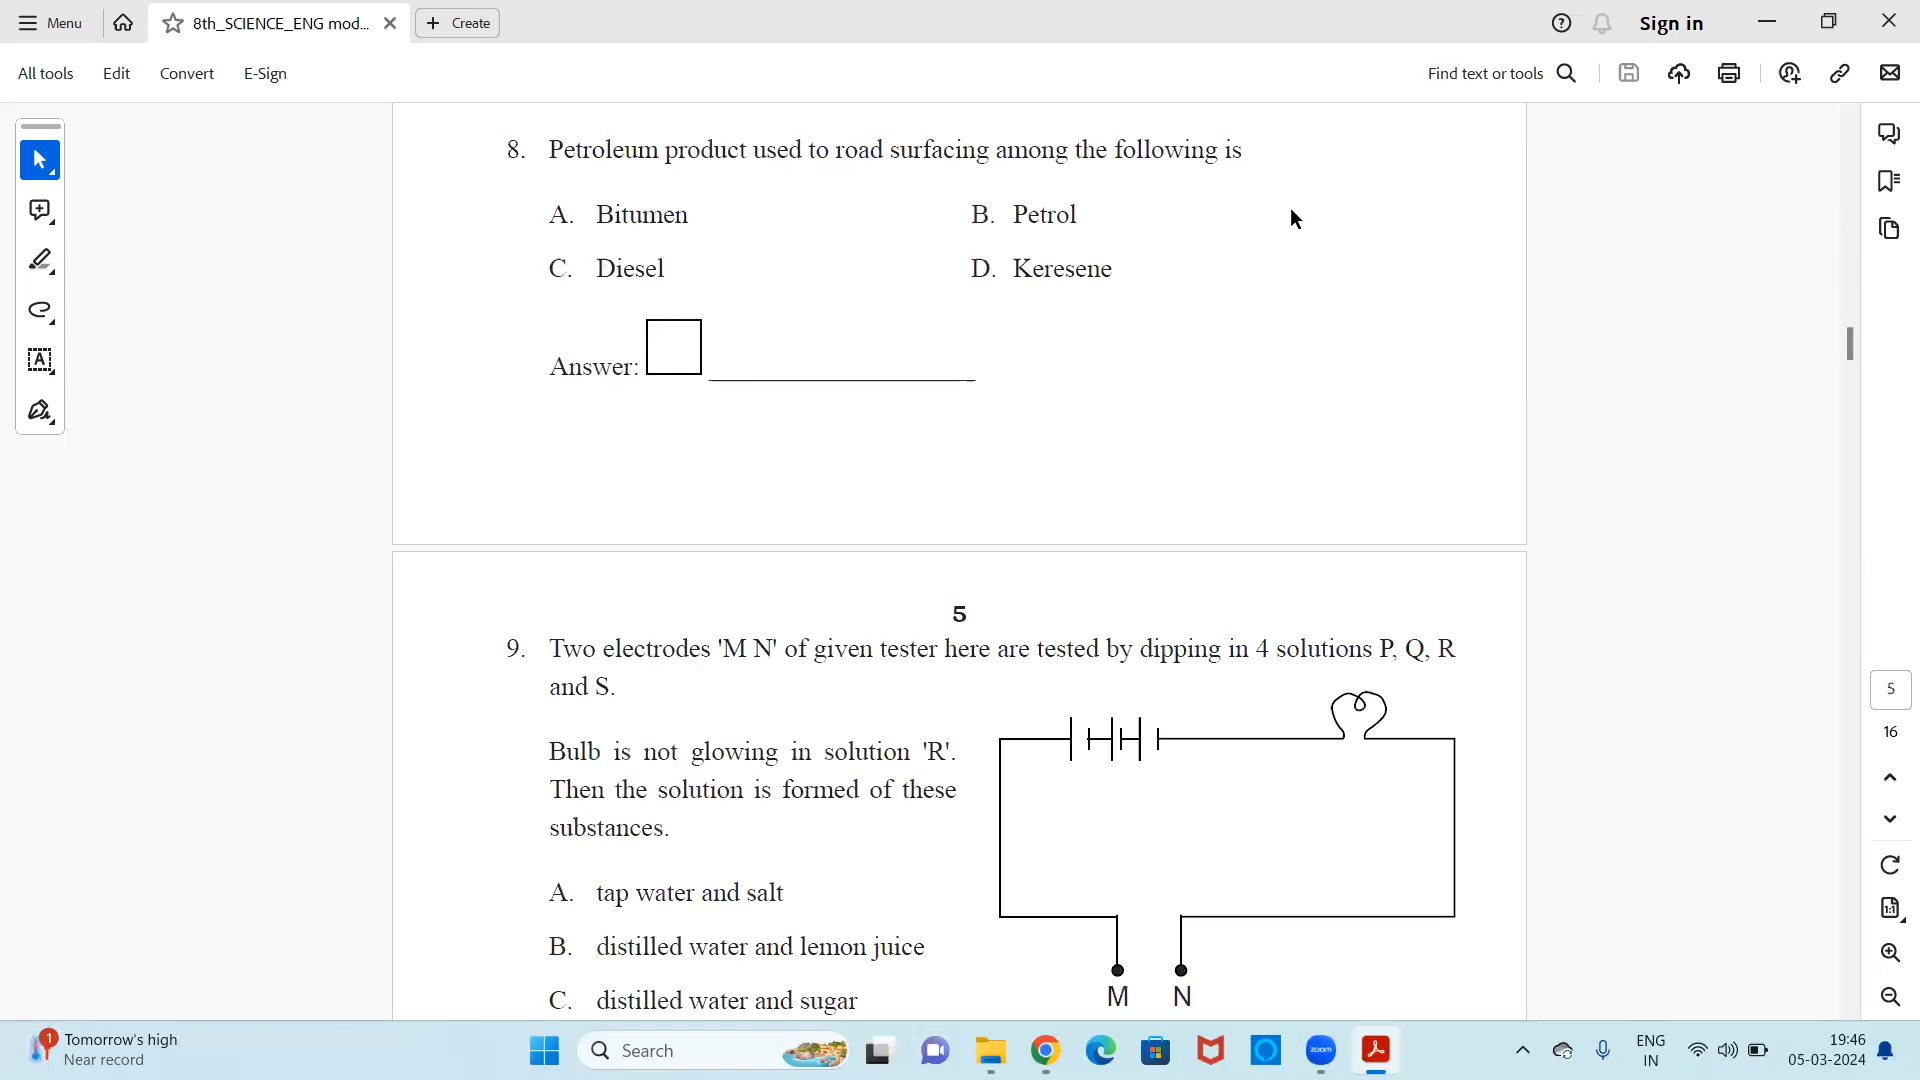 Menu
8th_SCIENCE_ENG mod...
Create
Sign in
All tools
Edit
Convert
E-Sign
Find text or tools
8. Petroleum product used to road surfacing among the following is
A. Bitumen
B. Petrol
C. Diesel
D. Keresene
Answer:
5
9. Two electrodes 'M N' of given tester here are tested by dipping in 4 solutions P, Q, R
and S.
Bulb is not glowing in solution 'R'.
Then the solution is formed of these
substances.
A. tap water and salt
B. distilled water and lemon juice
C. distilled water and sugar
M N
5
16
1:1
1
Tomorrow's high
Near record
Search
zoom
ENG
IN
19:46
05-03-2024